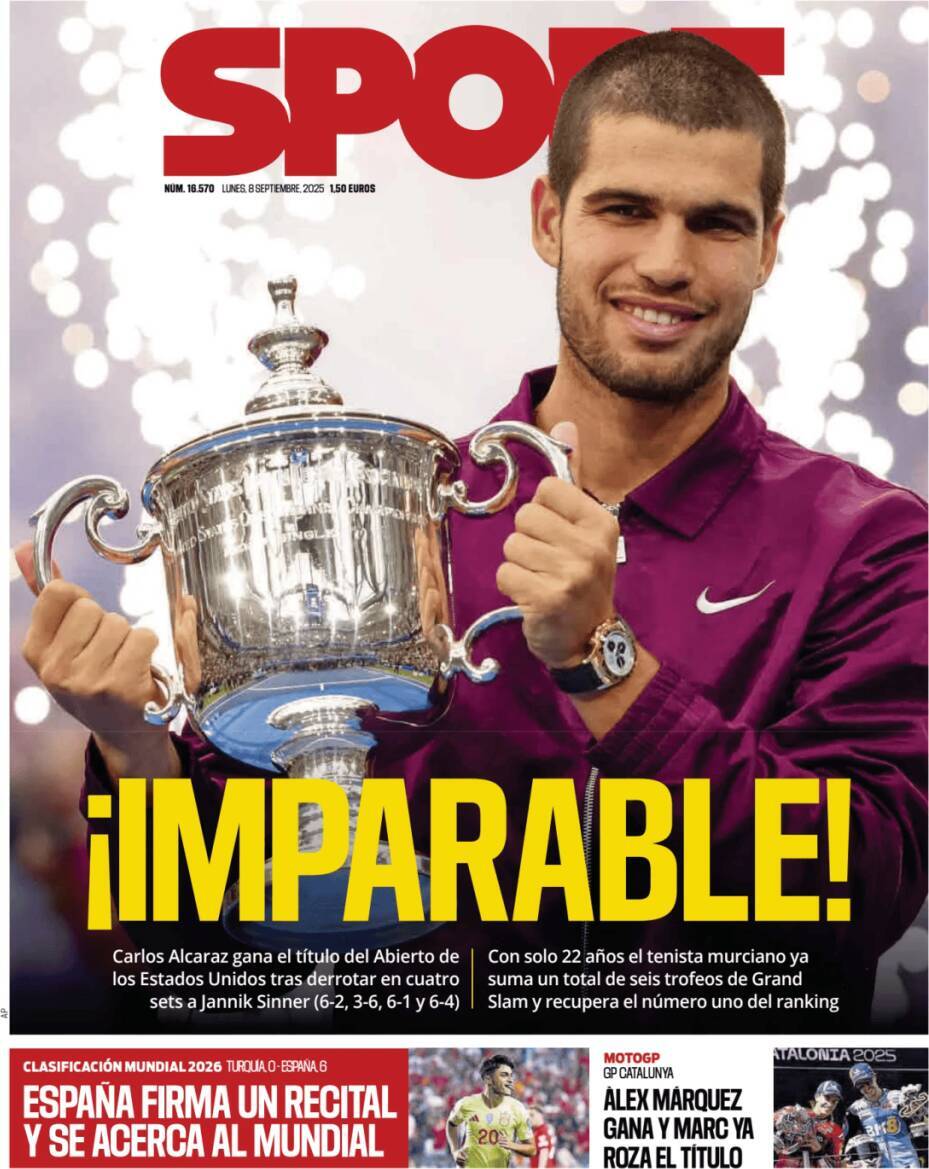 SPORT
NÚM. 16.570 LUNES, 8 SEPTIEMBRE, 2025 1,50 EUROS
¡IMPARABLE!
Carlos Alcaraz gana el título del Abierto de
los Estados Unidos tras derrotar en cuatro
sets a Jannik Sinner (6-2, 3-6, 6-1 y 6-4)
Con solo 22 años el tenista murciano ya
suma un total de seis trofeos de Grand
Slam y recupera el número uno del ranking
AP
CLASIFICACIÓN MUNDIAL 2026 TURQUÍA, 0 - ESPAÑA, 6
ESPAÑA FIRMA UN RECITAL
Y SE ACERCA AL MUNDIAL
20
MOTOGP
GP CATALUNYA
ÀLEX MÁRQUEZ
GANA Y MARC YA
ROZA EL TÍTULO
ATALONIA 2025